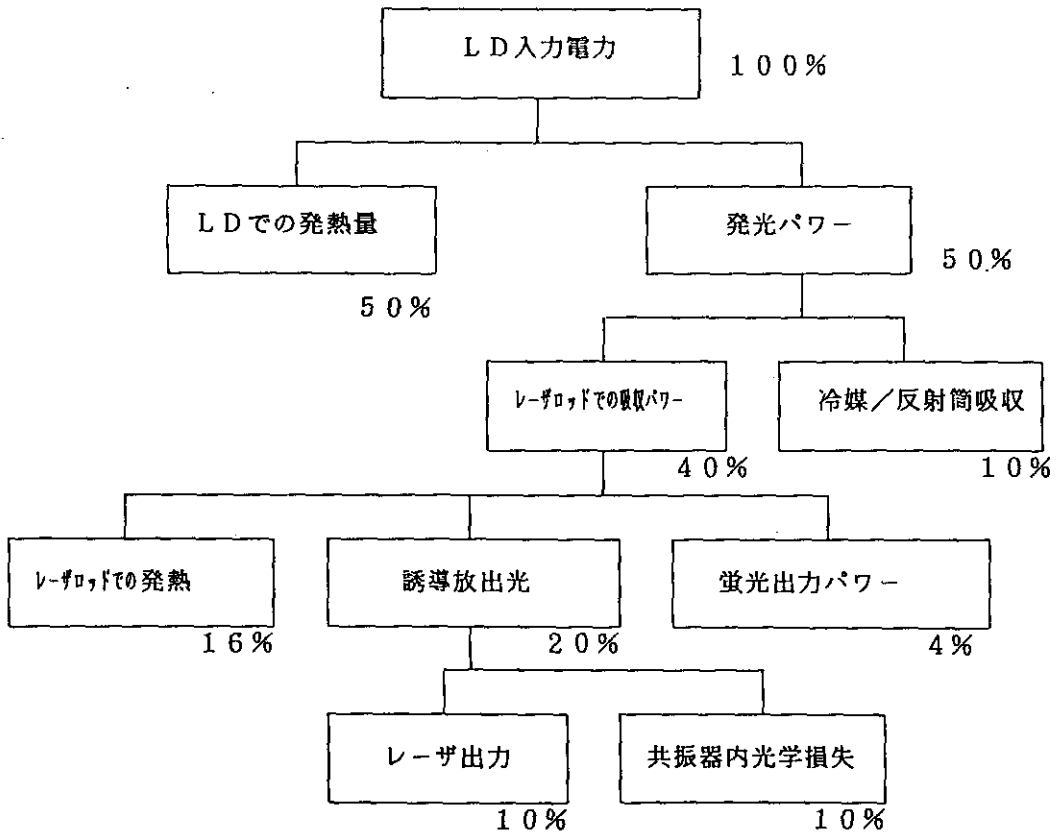 LD入力電力
100%
LDでの発熱量
発光パワー
50%
50%
レーザロッドでの吸収パワー
冷媒／反射筒吸収
40%
10%
レーザロッドでの発熱
誘導放出光
蛍光出力パワー
16%
20%
4%
レーザ出力
共振器内光学損失
10%
10%